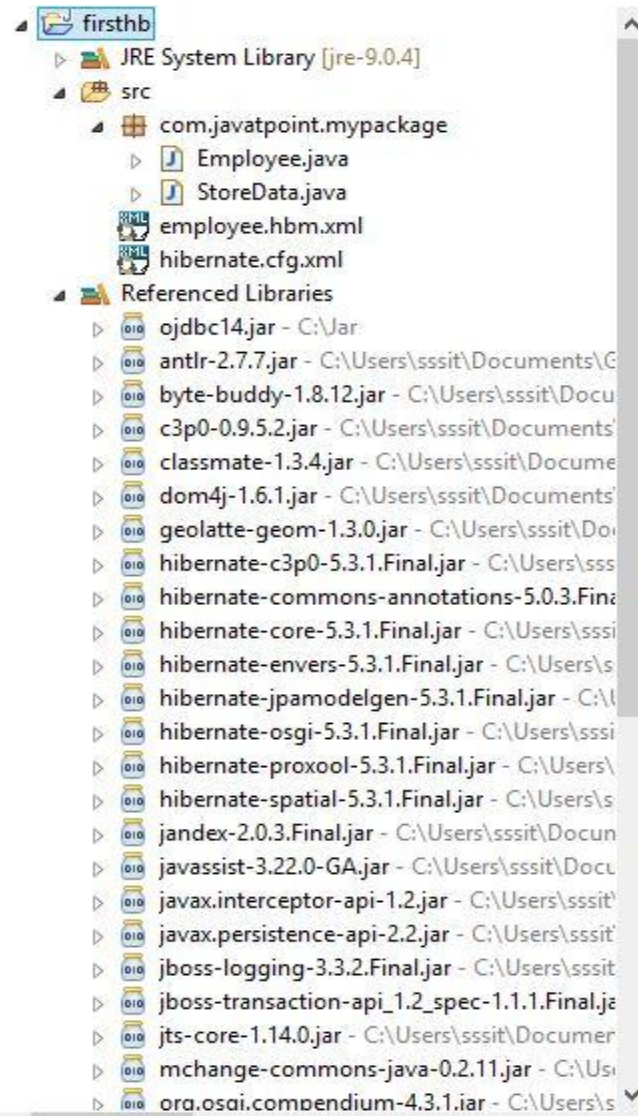 firsthb
JRE System Library [jre-9.0.4]
src
com.javatpoint.mypackage
Employee.java
StoreData.java
employee.hbm.xml
hibernate.cfg.xml
Referenced Libraries
ojdbc14.jar - C:\Jar
antlr-2.7.7.jar - C:\Users\sssit\Documents\G
byte-buddy-1.8.12.jar - C:\Users\sssit\Docu
c3p0-0.9.5.2.jar - C:\Users\sssit\Documents
classmate-1.3.4.jar - C:\Users\sssit\Docume
dom4j-1.6.1.jar - C:\Users\sssit\Documents
geolatte-geom-1.3.0.jar - C:\Users\sssit\Do
hibernate-c3p0-5.3.1.Final.jar - C:\Users\sss
hibernate-commons-annotations-5.0.3.Fina
hibernate-core-5.3.1.Final.jar - C:\Users\sssi
hibernate-envers-5.3.1.Final.jar - C:\Users\s
hibernate-jpamodelgen-5.3.1.Final.jar - C:\
hibernate-osgi-5.3.1.Final.jar - C:\Users\sssi
hibernate-proxool-5.3.1.Final.jar - C:\Users\
hibernate-spatial-5.3.1.Final.jar - C:\Users\s
jandex-2.0.3.Final.jar - C:\Users\sssit\Docun
javassist-3.22.0-GA.jar - C:\Users\sssit\Docu
javax.interceptor-api-1.2.jar - C:\Users\sssit
javax.persistence-api-2.2.jar - C:\Users\sssit
jboss-logging-3.3.2.Final.jar - C:\Users\sssit
jboss-transaction-api_1.2_spec-1.1.1.Final.ja
jts-core-1.14.0.jar - C:\Users\sssit\Documer
mchange-commons-java-0.2.11.jar - C:\Us
org.osgi.compendium-4.3.1.jar - C:\Users\s